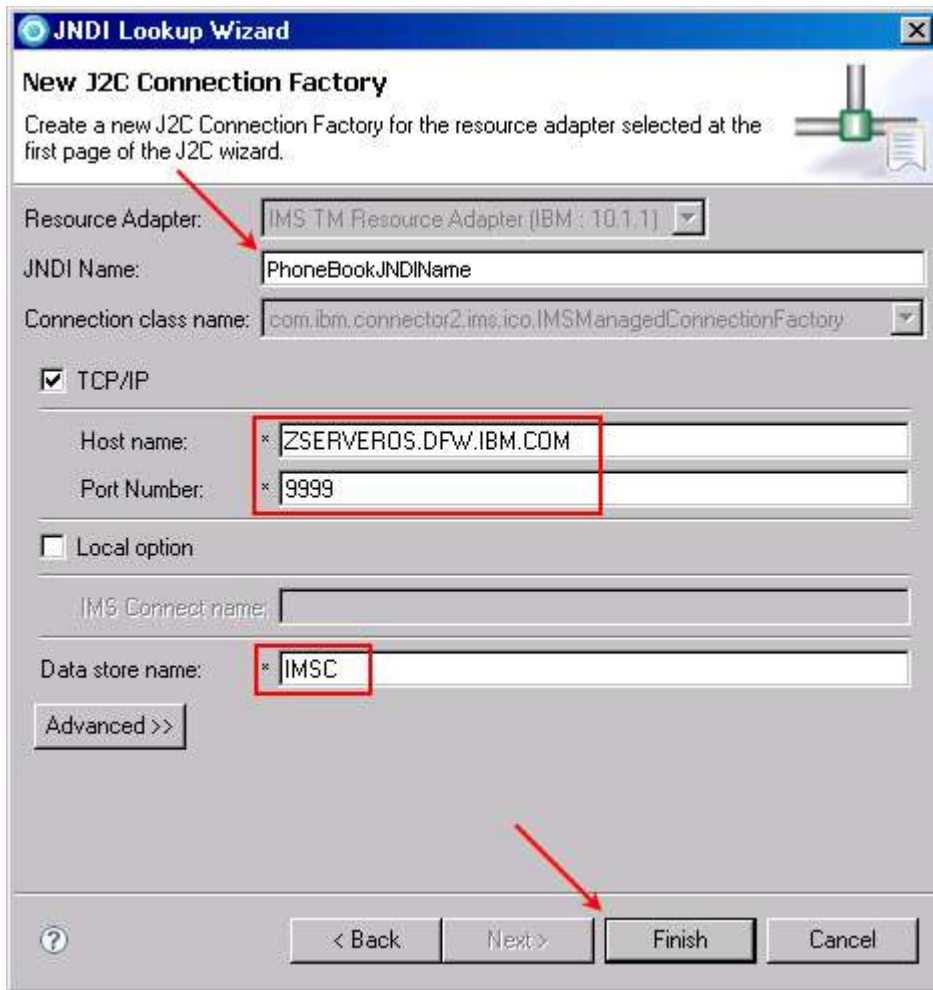 JNDI Lookup Wizard
New J2C Connection Factory
Create a new J2C Connection Factory for the resource adapter selected at the
first page of the J2C wizard.
Resource Adapter: IMS TM Resource Adapter (IBM : 10.1.1)
JNDI Name: PhoneBookJNDIName
Connection class name: com.ibm.connector2.ims.ico.IMSManagedConnectionFactory
TCP/IP
Host name: * ZSERVEROS.DFW.IBM.COM
Port Number: * 9999
Local option
IMS Connect name:
Data store name: * IMSC
Advanced >>
? < Back Next > Finish Cancel